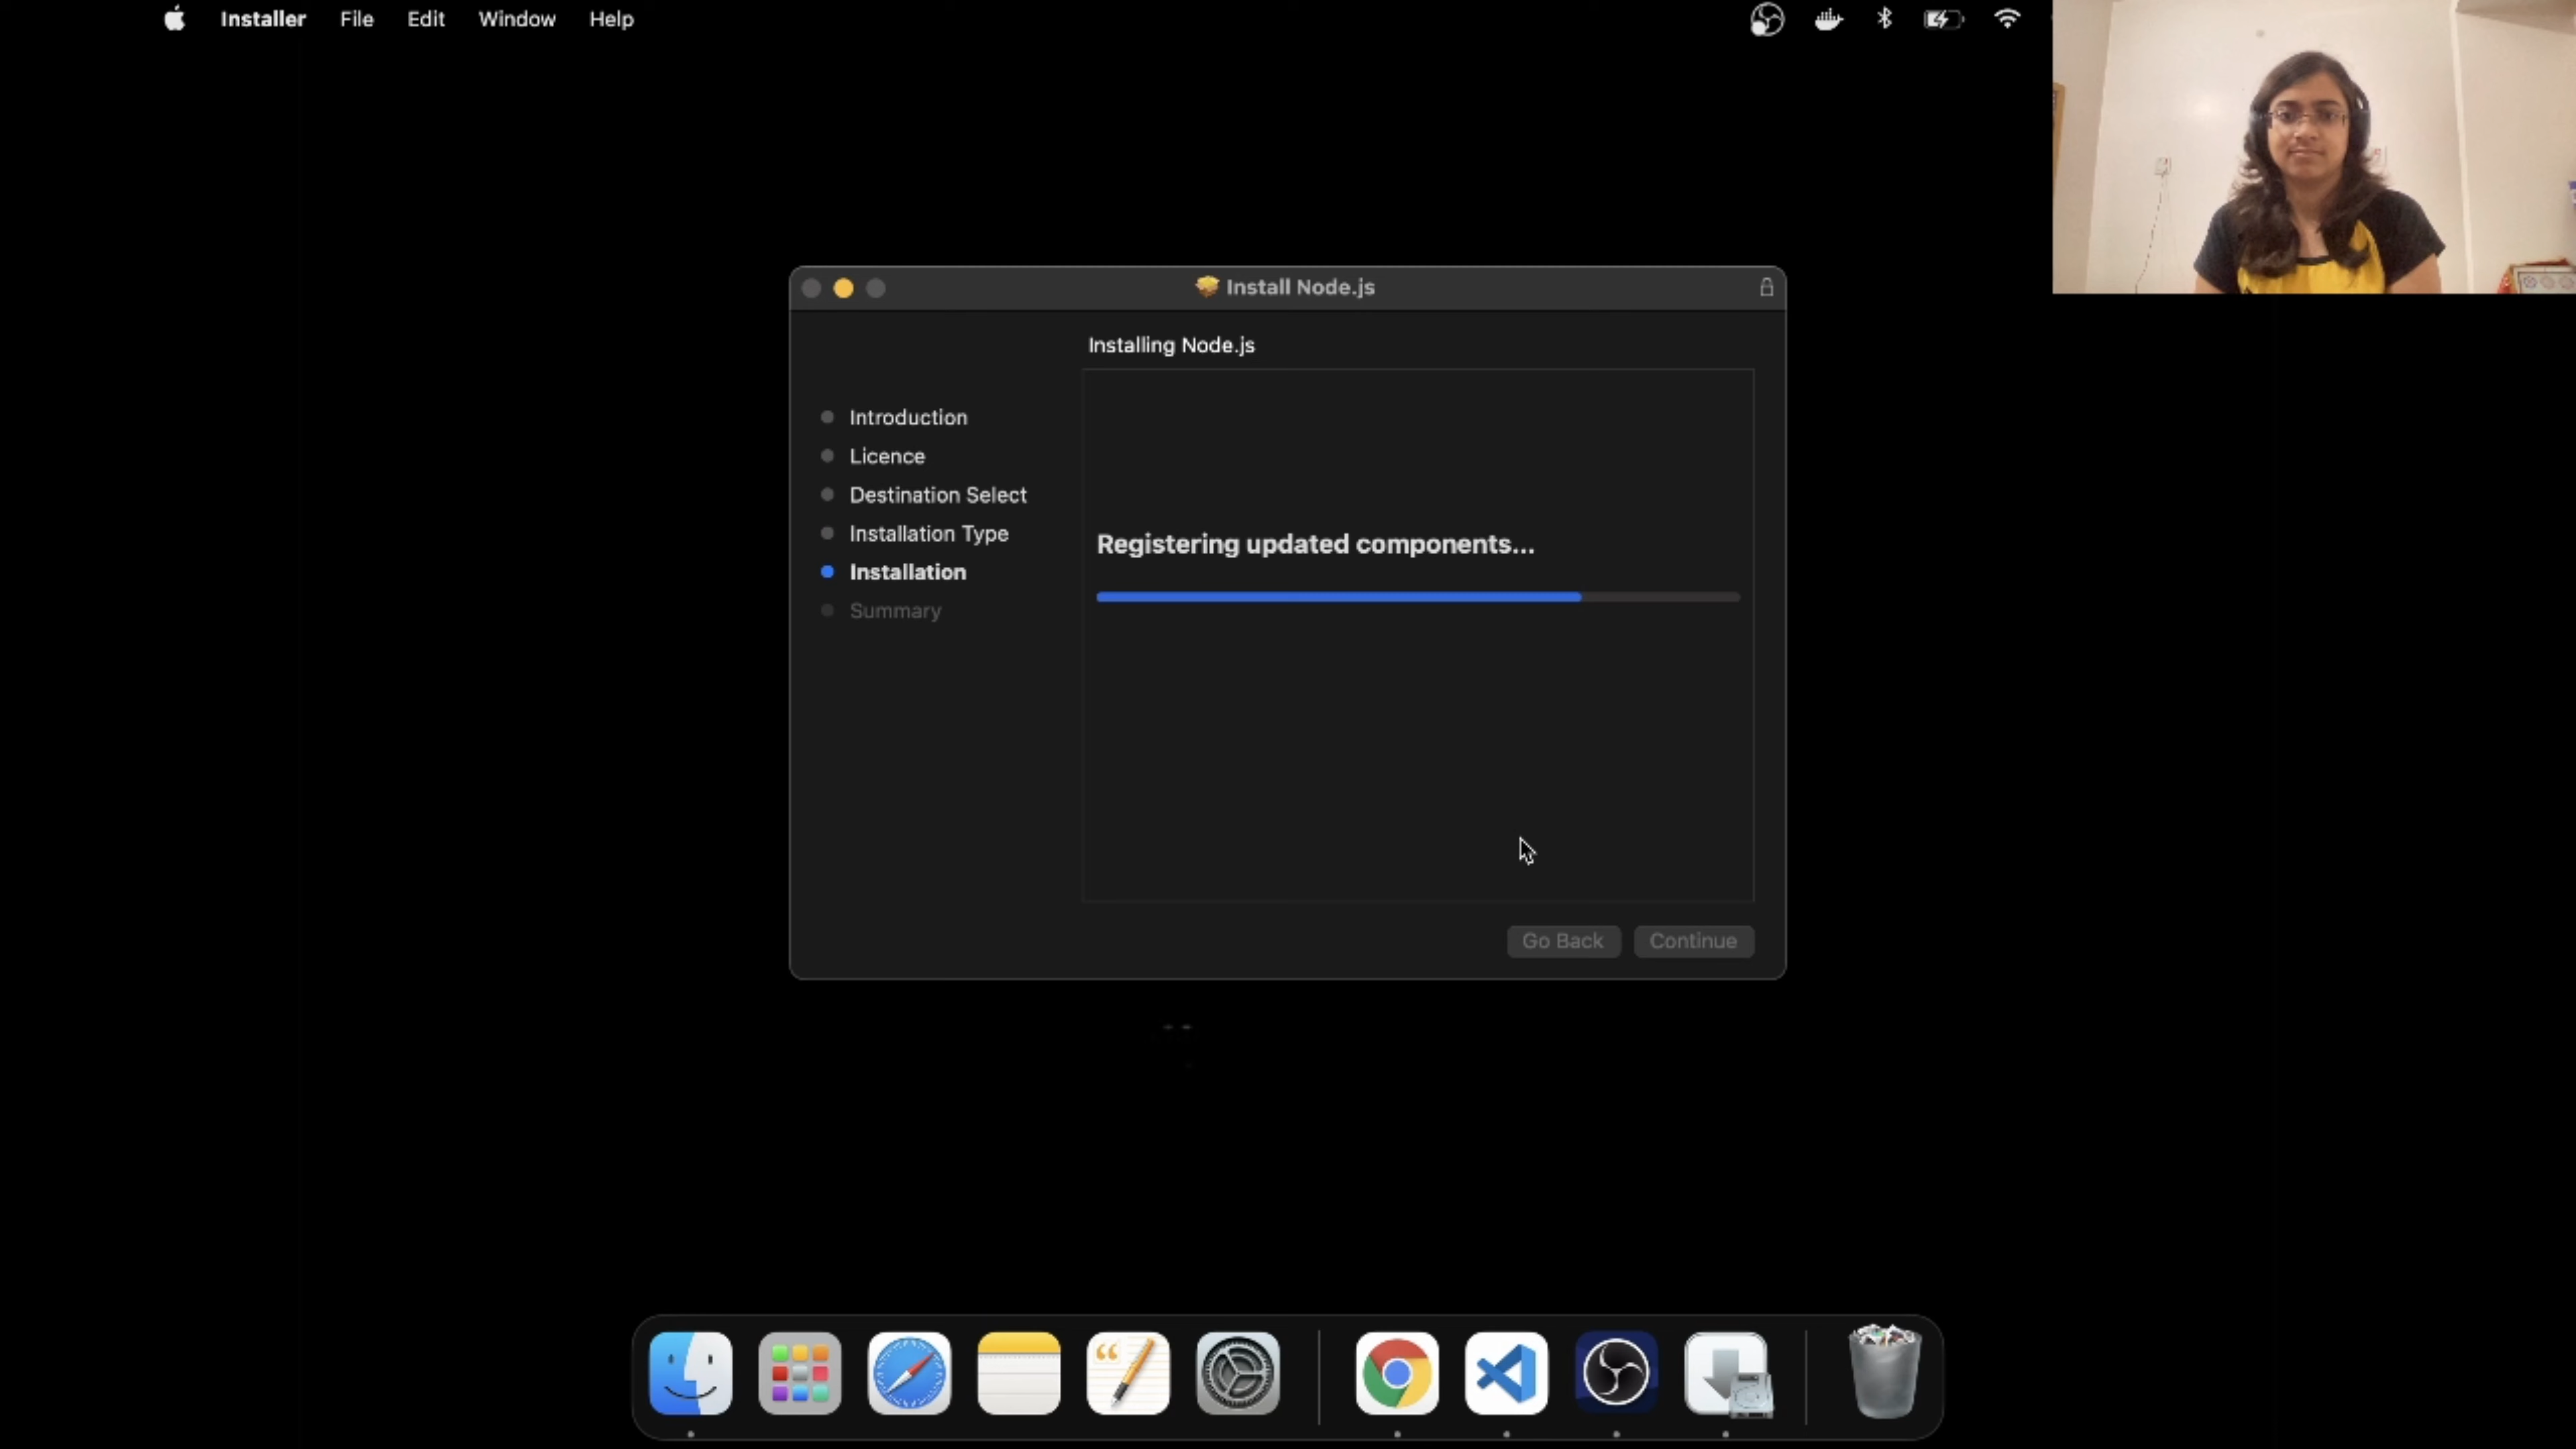 Installer File Edit Window Help
Install Node.js
Installing Node.js
Introduction
Licence
Destination Select
Installation Type
Installation
Summary
Registering updated components...
Go Back Continue